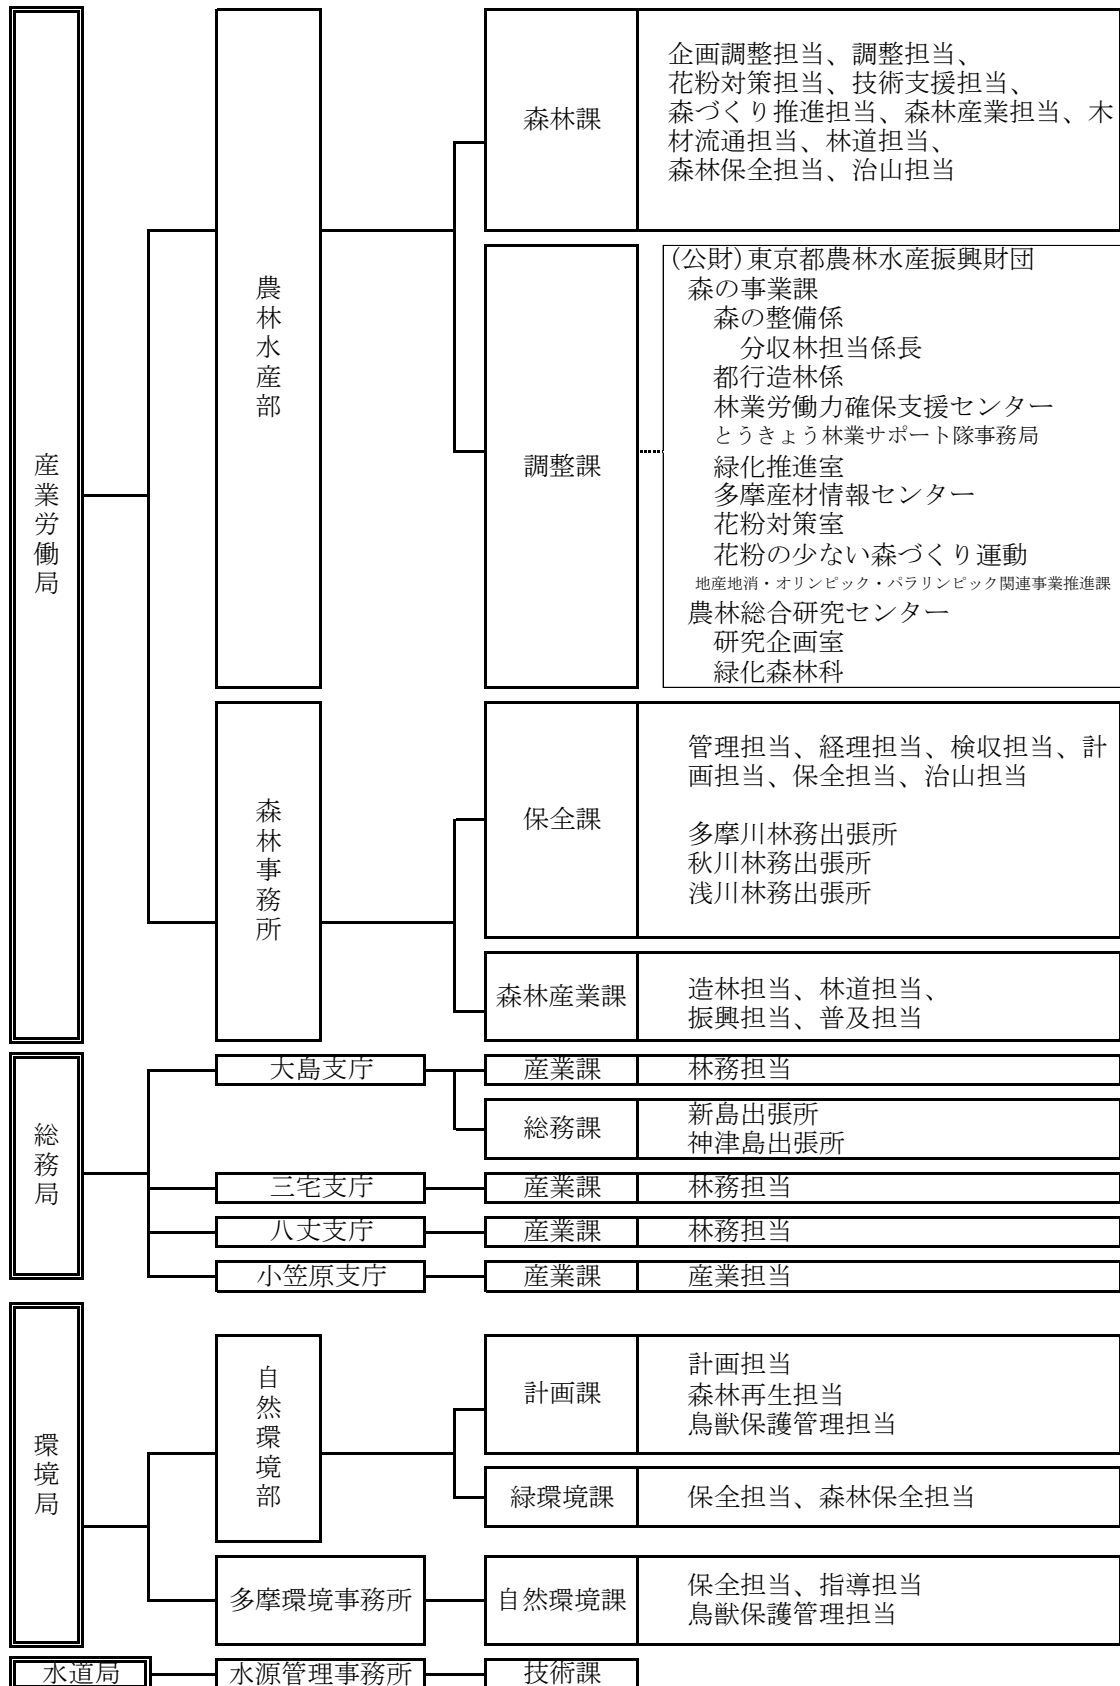 産業労働局
農林水産部
森林課
企画調整担当、調整担当、
花粉対策担当、技術支援担当、
森づくり推進担当、森林産業担当、木
材流通担当、林道担当、
森林保全担当、治山担当
調整課
(公財)東京都農林水産振興財団
森の事業課
森の整備係
分収林担当係長
都行造林係
林業労働力確保支援センター
とうきょう林業サポート隊事務局
緑化推進室
多摩産材情報センター
花粉対策室
花粉の少ない森づくり運動
地産地消・オリンピック・パラリンピック関連事業推進課
農林総合研究センター
研究企画室
緑化森林科
森林事務所
保全課
管理担当、経理担当、検収担当、計
画担当、保全担当、治山担当
多摩川林務出張所
秋川林務出張所
浅川林務出張所
森林産業課
造林担当、林道担当、
振興担当、普及担当
総務局
大島支庁
産業課
林務担当
総務課
新島出張所
神津島出張所
三宅支庁
産業課
林務担当
八丈支庁
産業課
林務担当
小笠原支庁
産業課
産業担当
環境局
自然環境部
計画課
計画担当
森林再生担当
鳥獣保護管理担当
緑環境課
保全担当、森林保全担当
多摩環境事務所
自然環境課
保全担当、指導担当
鳥獣保護管理担当
水道局
水源管理事務所
技術課